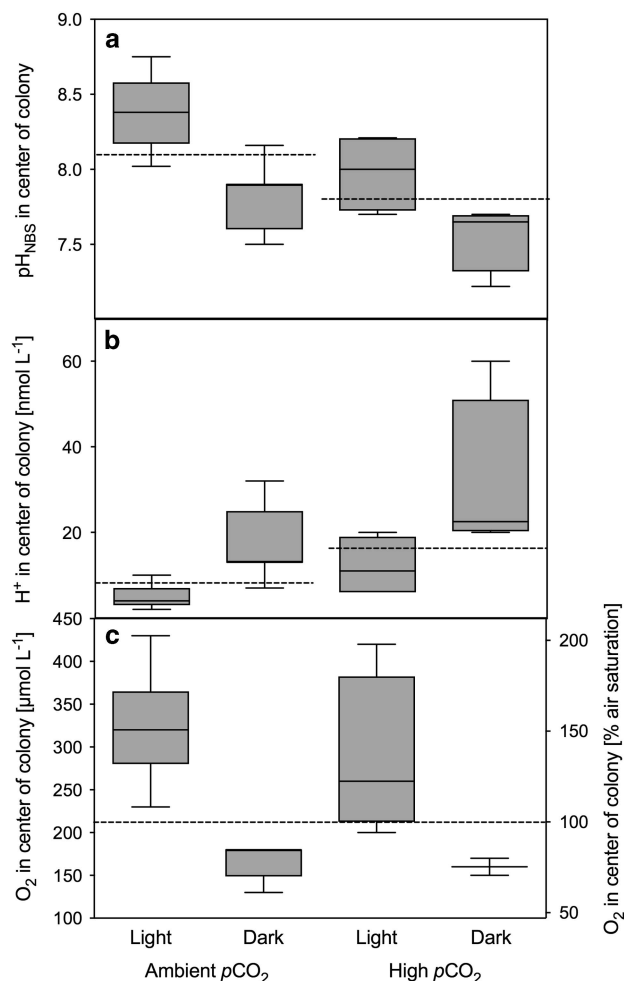 a
9.0
8.5
8.0
7.5
pH_NBS in center of colony
b
60
40
20
H⁺ in center of colony [nmol L⁻¹]
c
450
400
350
300
250
200
150
100
O₂ in center of colony [µmol L⁻¹]
200
150
100
50
O₂ in center of colony [% air saturation]
Light Dark Light Dark
Ambient pCO₂ High pCO₂